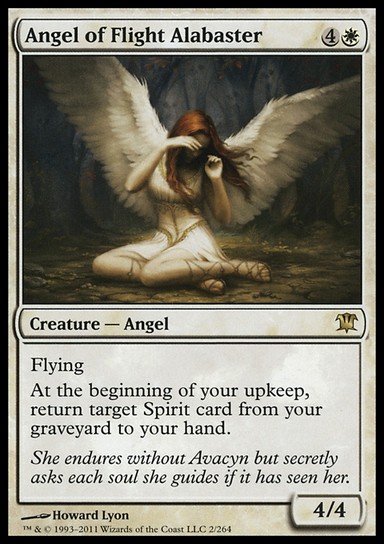 Angel of Flight Alabaster 4
Creature — Angel
Flying
At the beginning of your upkeep,
return target Spirit card from your
graveyard to your hand.
She endures without Avacyn but secretly
asks each soul she guides if it has seen her.
4/4
Howard Lyon
™ & © 1993–2011 Wizards of the Coast LLC 2/264